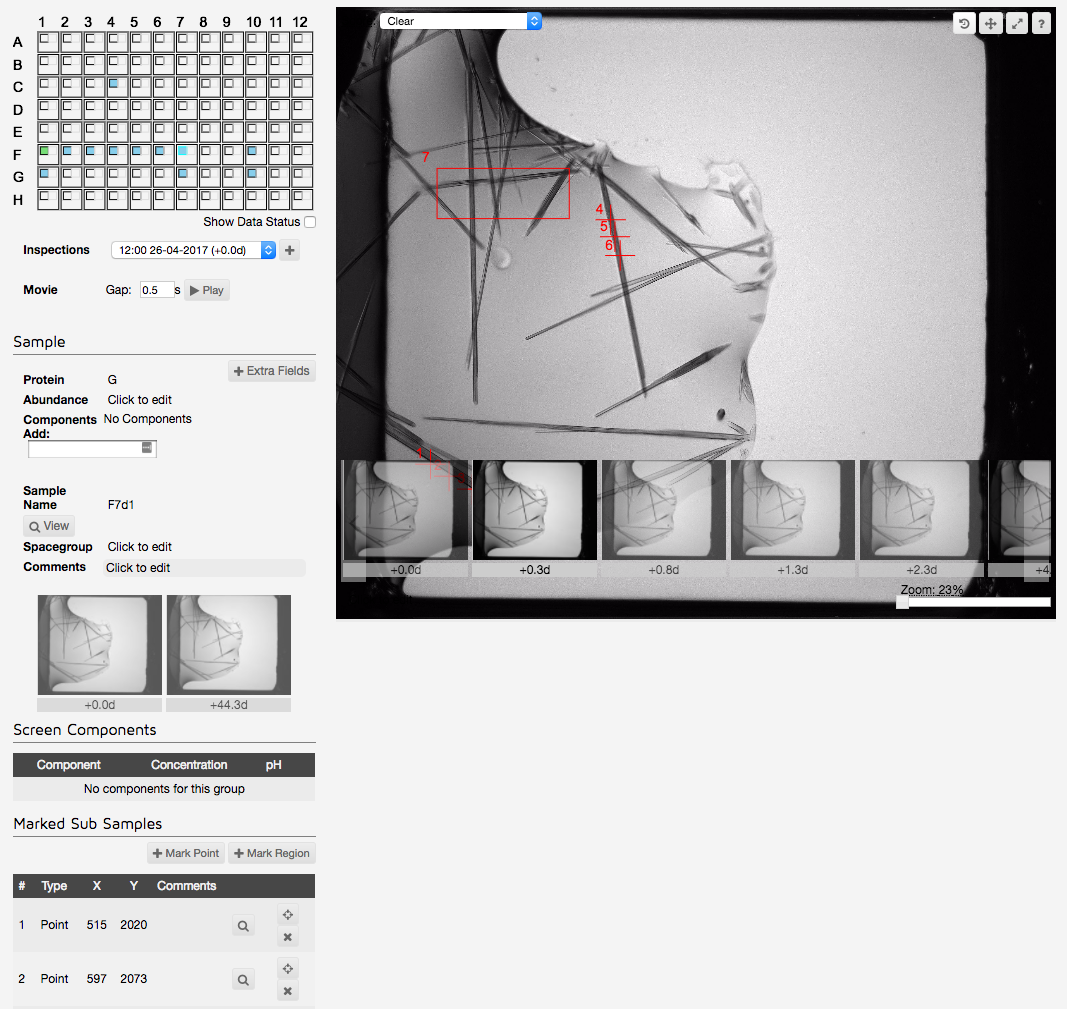 1 2 3 4 5 6 7 8 9 10 11 12
A
B
C
D
E
F
G
H
Show Data Status
Inspections 12:00 26-04-2017 (+0.0d)
Movie Gap: 0.5 s Play
Sample
+ Extra Fields
Protein G
Abundance Click to edit
Components No Components
Add:
Sample
Name F7d1
View
Spacegroup Click to edit
Comments Click to edit
+0.0d +44.3d
Screen Components
Component Concentration pH
No components for this group
Marked Sub Samples
+ Mark Point + Mark Region
# Type X Y Comments
1 Point 515 2020
2 Point 597 2073
Clear
?
7
4
5
6
1
+0.0d +0.3d +0.8d +1.3d +2.3d +4
Zoom: 23%